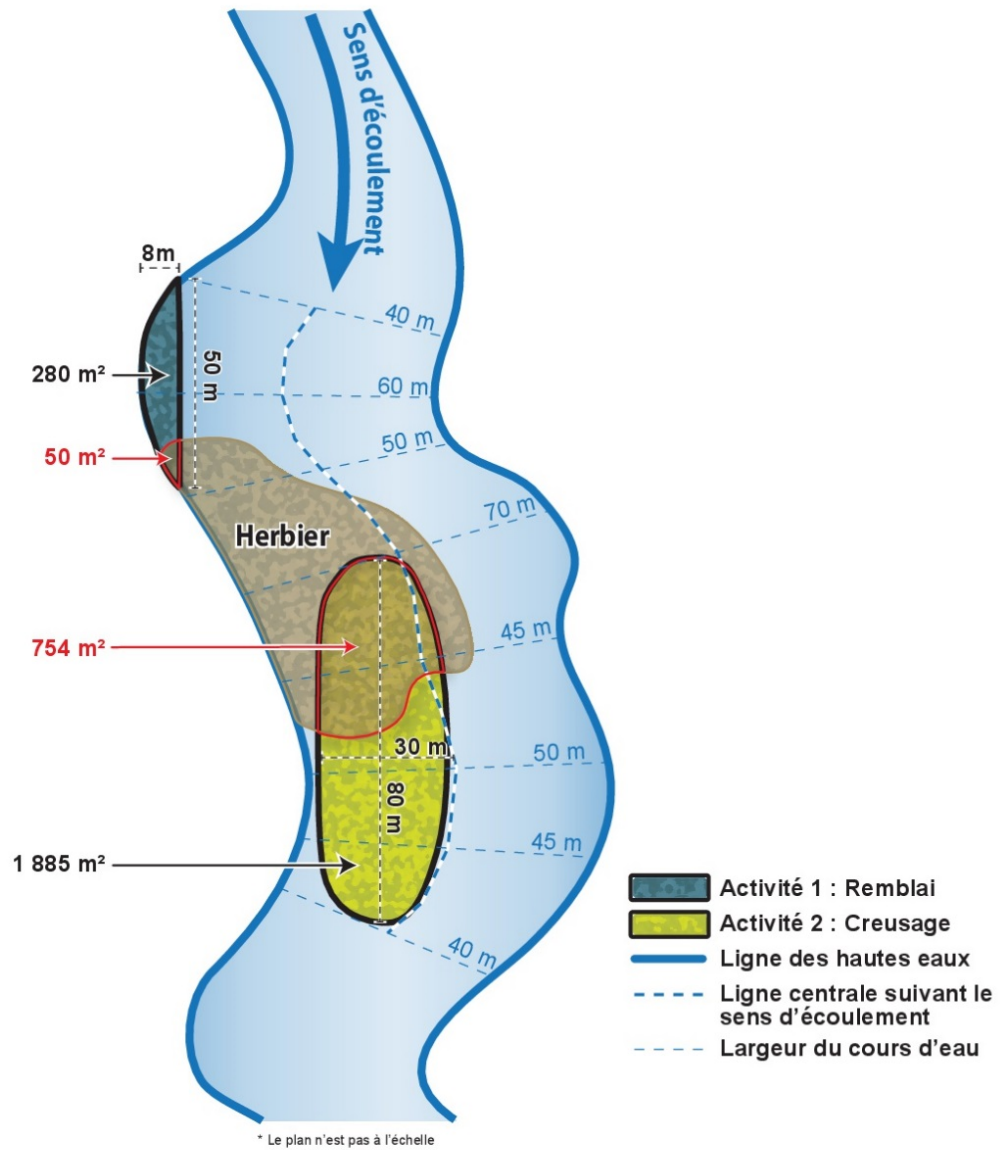 Sens d'écoulement
8m
40 m
50 m
280 m²
60 m
50 m
50 m²
70 m
Herbier
45 m
754 m²
30 m
50 m
80 m
45 m
1 885 m²
40 m
Activité 1 : Remblai
Activité 2 : Creusage
Ligne des hautes eaux
Ligne centrale suivant le
sens d'écoulement
Largeur du cours d'eau
* Le plan n'est pas à l'échelle